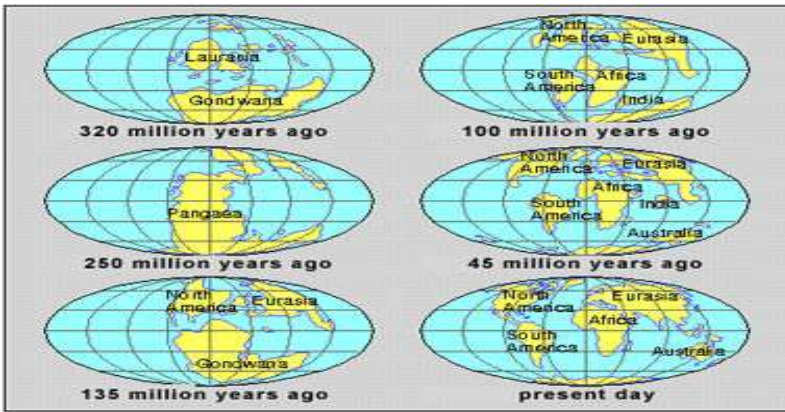 Laurasia
Gondwana
320 million years ago
Pangaea
250 million years ago
North
America
Eurasia
Gondwana
135 million years ago
North
America
Eurasia
South
America
Africa
India
100 million years ago
North
America
Eurasia
Africa
South
America
India
Australia
45 million years ago
North
America
Eurasia
Africa
South
America
Australia
present day